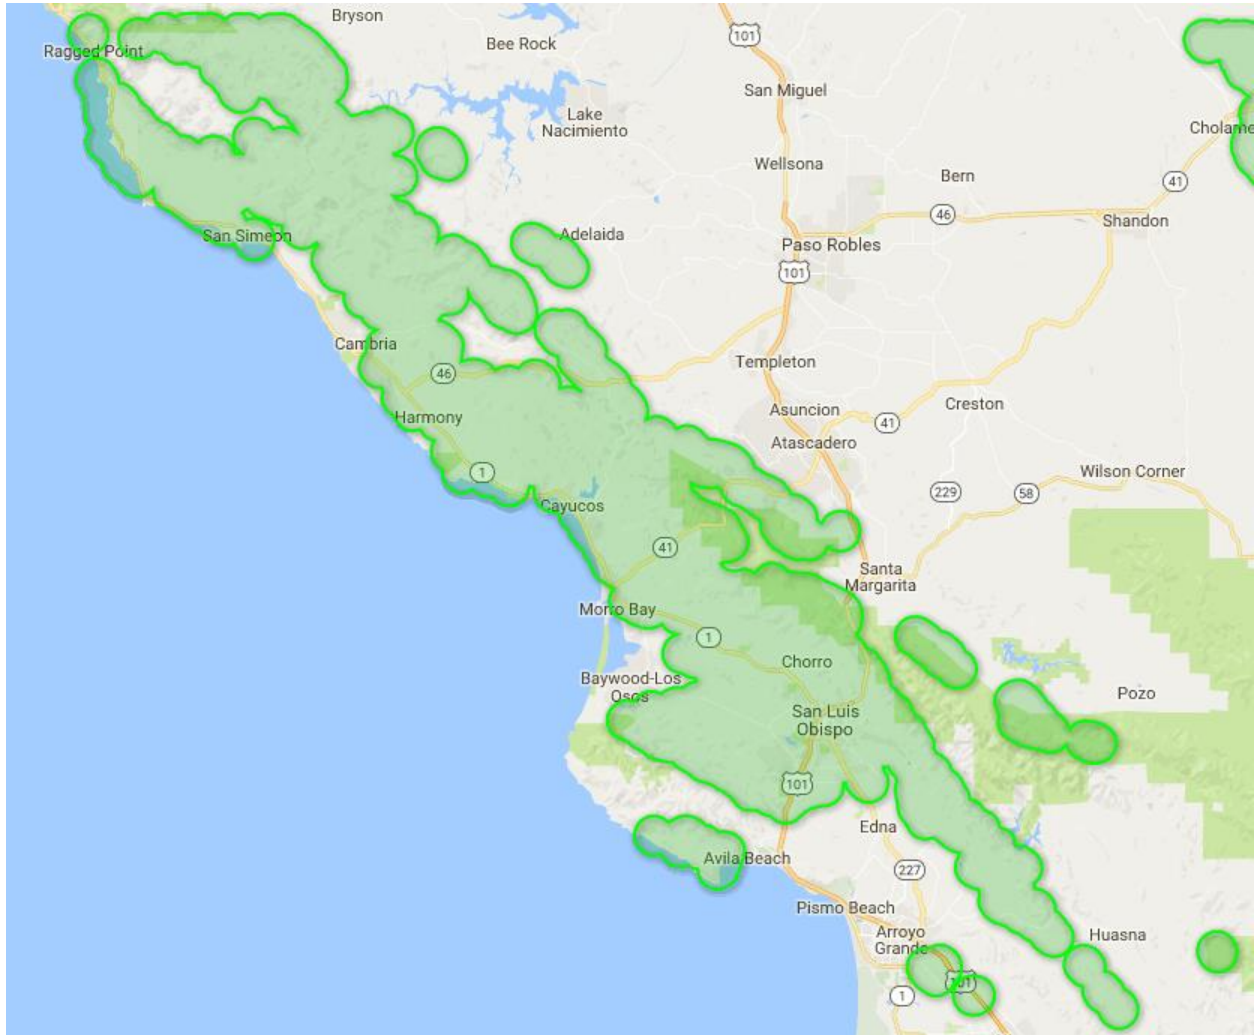 Bryson
101
Ragged Point
Bee Rock
San Miguel
Lake
Nacimiento
Cholame
Wellsona
Bern
41
46
Shandon
San Simeon
Adelaida
Paso Robles
101
Cambria
46
Templeton
Harmony
Asuncion
Creston
41
Atascadero
1
Wilson Corner
229
58
Cayucos
41
Santa
Margarita
Morro Bay
1
Chorro
Baywood-Los
Osos
Pozo
San Luis
Obispo
101
Edna
Avila Beach
227
Pismo Beach
Arroyo
Grande
Huasna
101
1